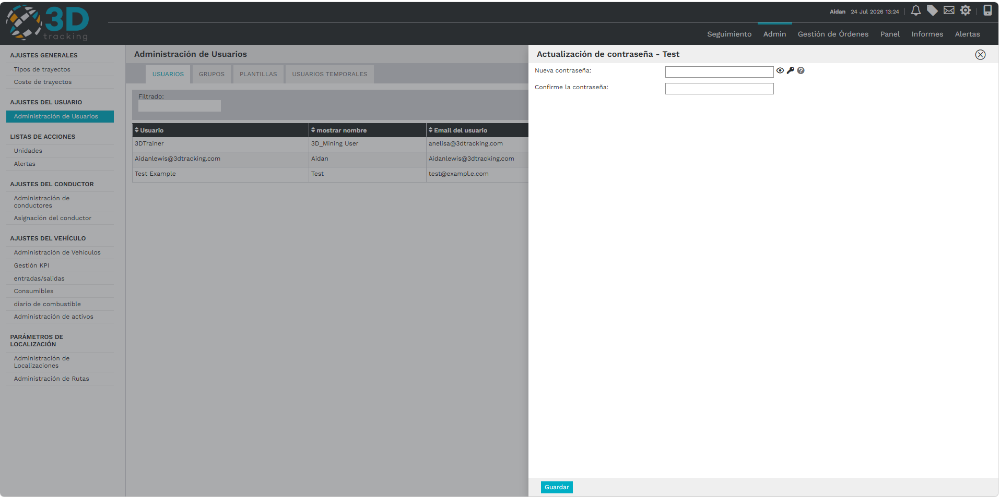 3D
tracking
Aidan 24 Jul 2026 13:24
Seguimiento Admin Gestión de Órdenes Panel Informes Alertas
AJUSTES GENERALES
Tipos de trayectos
Coste de trayectos
AJUSTES DEL USUARIO
Administración de Usuarios
LISTAS DE ACCIONES
Unidades
Alertas
AJUSTES DEL CONDUCTOR
Administración de
conductores
Asignación del conductor
AJUSTES DEL VEHÍCULO
Administración de Vehículos
Gestión KPI
entradas/salidas
Consumibles
diario de combustible
Administración de activos
PARÁMETROS DE
LOCALIZACIÓN
Administración de
Localizaciones
Administración de Rutas
Administración de Usuarios
USUARIOS GRUPOS PLANTILLAS USUARIOS TEMPORALES
Filtrado:
Usuario mostrar nombre Email del usuario
3DTrainer 3D_Mining User anelisa@3dtracking.com
Aidanlewis@3dtracking.com Aidan Aidanlewis@3dtracking.com
Test Example Test test@exampl.e.com
Actualización de contraseña - Test
Nueva contraseña:
Confirme la contraseña:
Guardar